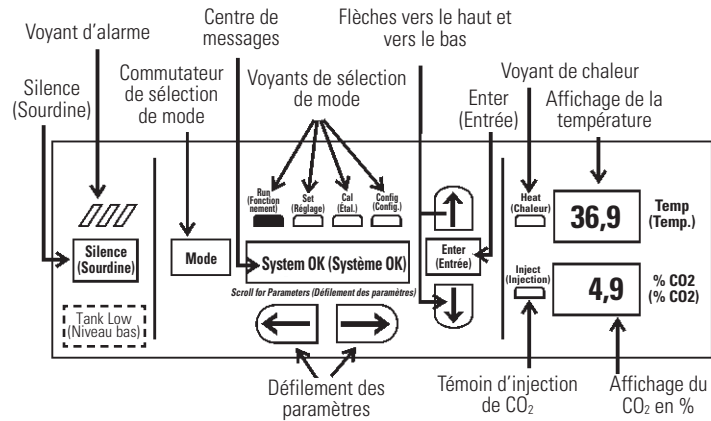 Voyant d'alarme
Centre de
messages
Flèches vers le haut et
vers le bas
Silence
(Sourdine)
Commutateur
de sélection
de mode
Voyants de sélection
de mode
Enter
(Entrée)
Voyant de chaleur
Affichage de la
température
Run
(Fonction
nement)
Set
(Réglage)
Cal
(Étal.)
Config
(Config.)
Heat
(Chaleur)
36,9
Temp
(Temp.)
Silence
(Sourdine)
Mode
System OK (Système OK)
Enter
(Entrée)
Inject
(Injection)
4,9
% CO2
(% CO2)
Scroll for Parameters (Défilement des paramètres)
Tank Low
(Niveau bas)
Défilement des
paramètres
Témoin d'injection
de CO₂
Affichage du
CO₂ en %